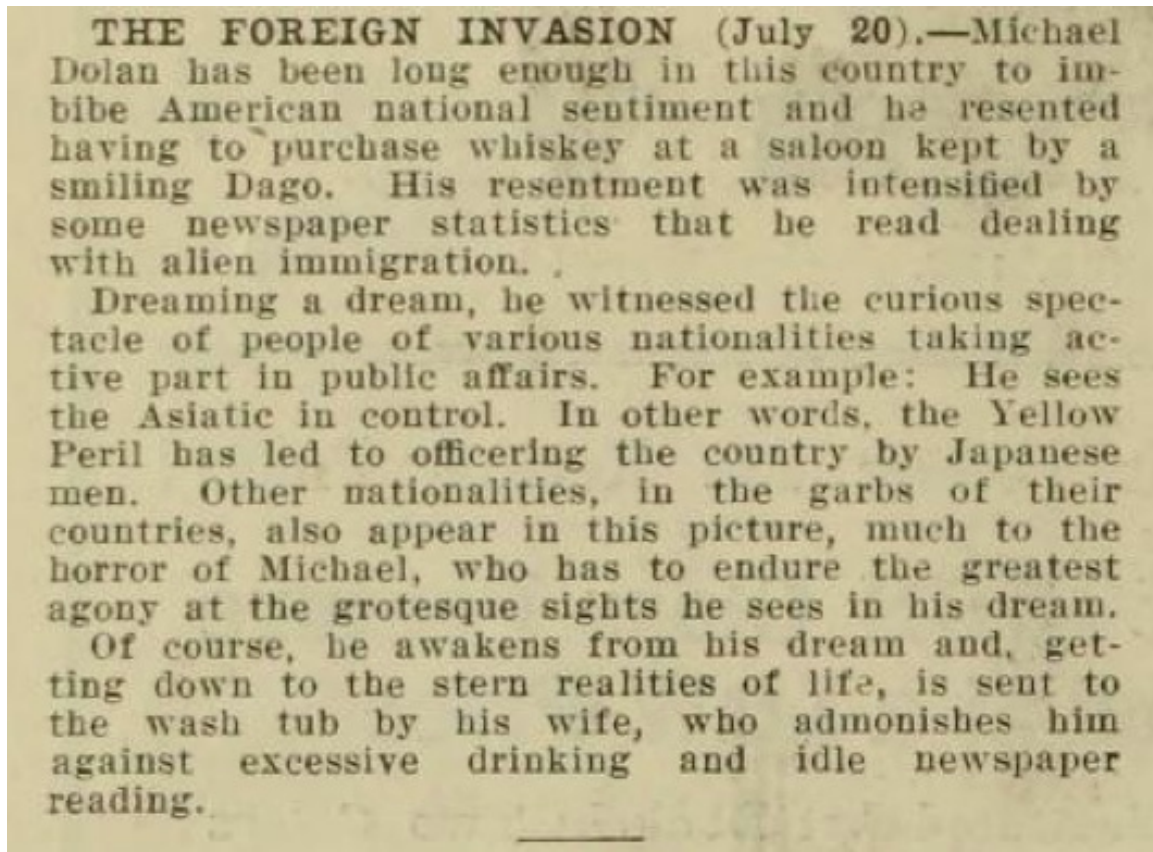 THE FOREIGN INVASION (July 20).—Michael
Dolan has been long enough in this country to im-
bibe American national sentiment and he resented
having to purchase whiskey at a saloon kept by a
smiling Dago. His resentment was intensified by
some newspaper statistics that he read dealing
with alien immigration.
Dreaming a dream, he witnessed the curious spec-
tacle of people of various nationalities taking ac-
tive part in public affairs. For example: He sees
the Asiatic in control. In other words, the Yellow
Peril has led to officering the country by Japanese
men. Other nationalities, in the garbs of their
countries, also appear in this picture, much to the
horror of Michael, who has to endure the greatest
agony at the grotesque sights he sees in his dream.
Of course, he awakens from his dream and, get-
ting down to the stern realities of life, is sent to
the wash tub by his wife, who admonishes him
against excessive drinking and idle newspaper
reading.